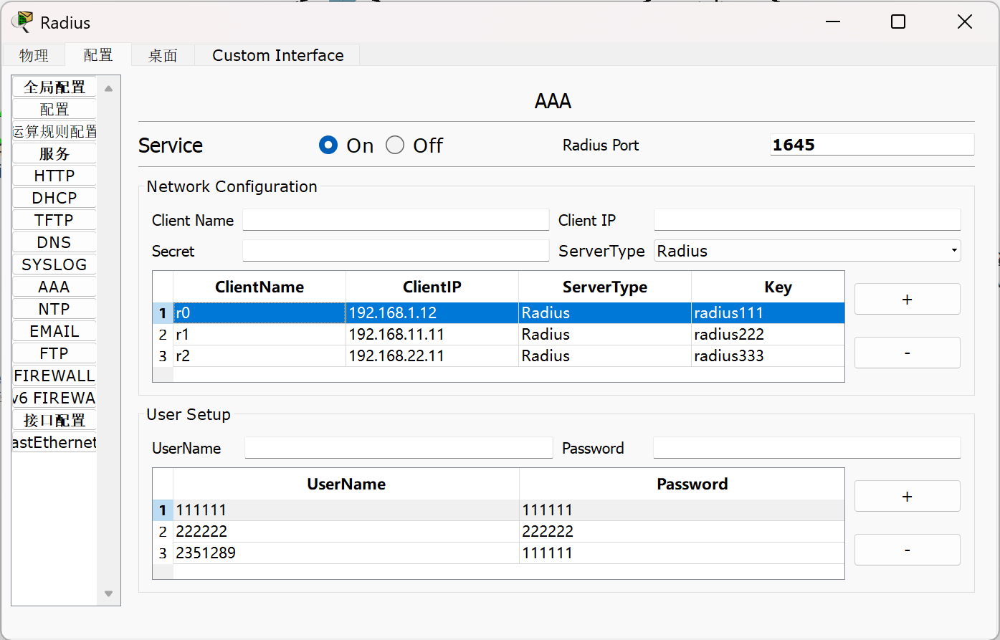 Radius
物理 配置 桌面 Custom Interface
全局配置
配置
运算规则配置
服务
HTTP
DHCP
TFTP
DNS
SYSLOG
AAA
NTP
EMAIL
FTP
FIREWALL
v6 FIREWA
接口配置
astEthernet
AAA
Service On Off Radius Port 1645
Network Configuration
Client Name Client IP
Secret ServerType Radius
ClientName ClientIP ServerType Key
1 r0 192.168.1.12 Radius radius111
2 r1 192.168.11.11 Radius radius222
3 r2 192.168.22.11 Radius radius333
+
-
User Setup
UserName Password
UserName Password
1 111111 111111
2 222222 222222
3 2351289 111111
+
-